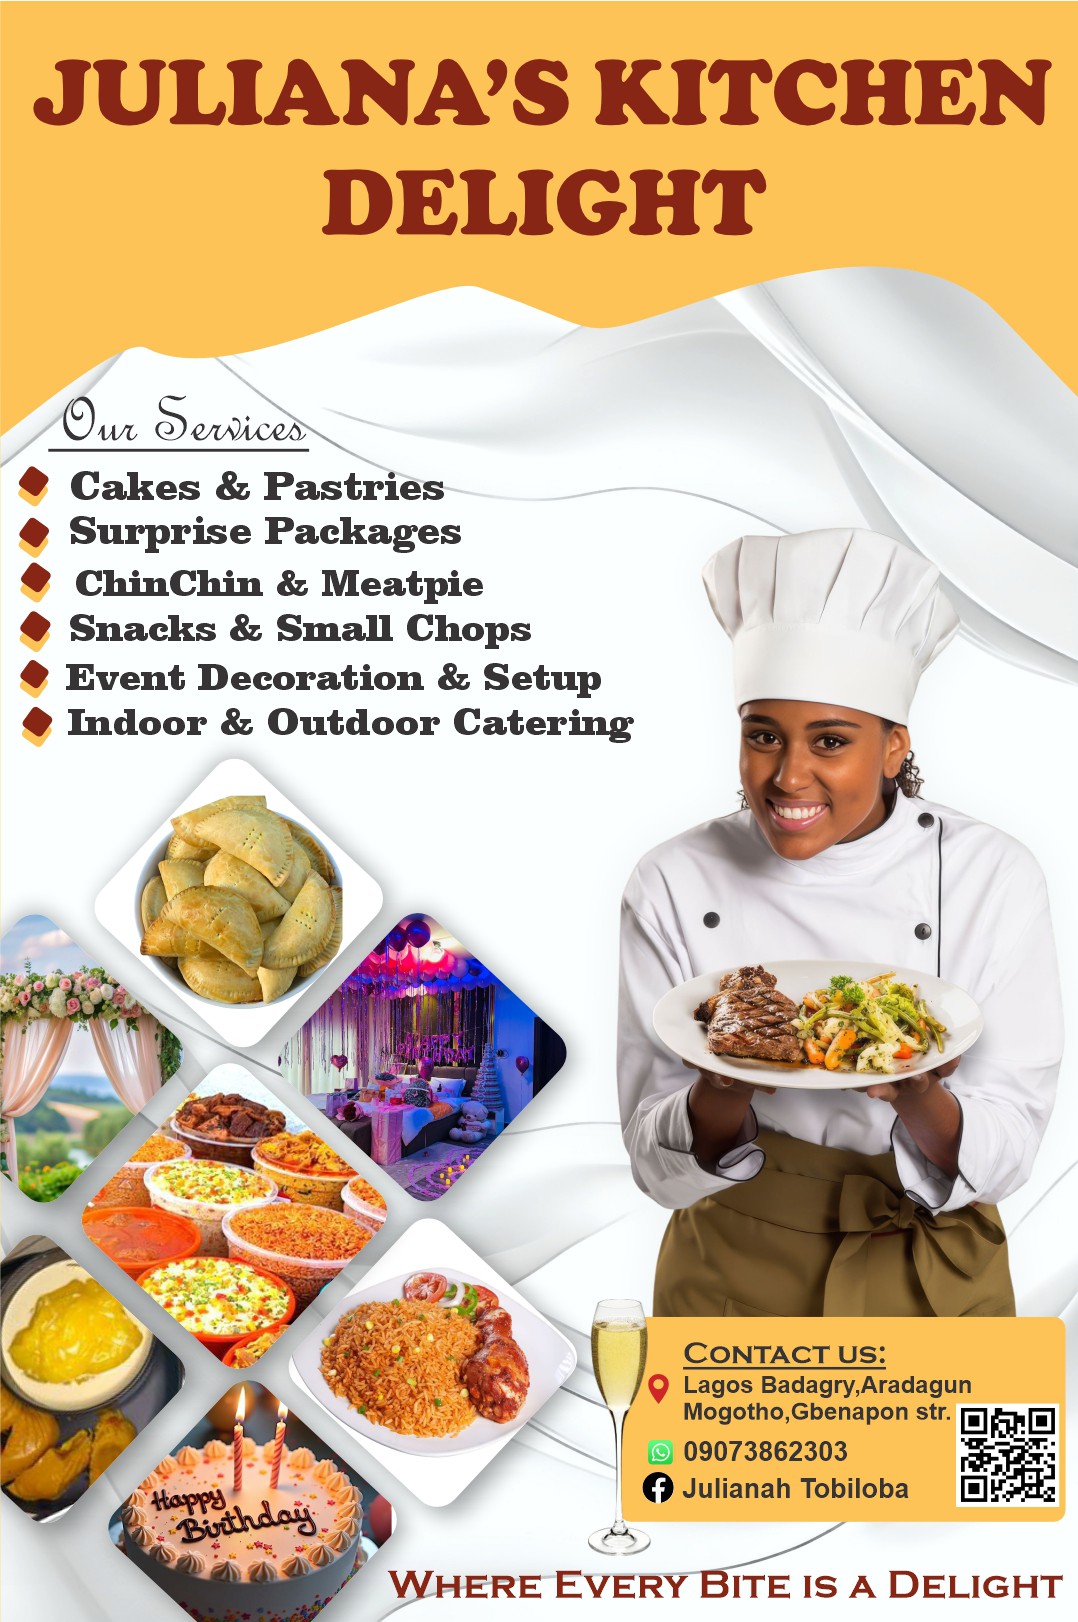 JULIANA'S KITCHEN
DELIGHT
Our Services
Cakes & Pastries
Surprise Packages
ChinChin & Meatpie
Snacks & Small Chops
Event Decoration & Setup
Indoor & Outdoor Catering
Happy
Birthday
CONTACT US:
Lagos Badagry,Aradagun
Mogotho,Gbenapon str.
09073862303
Julianah Tobiloba
WHERE EVERY BITE IS A DELIGHT